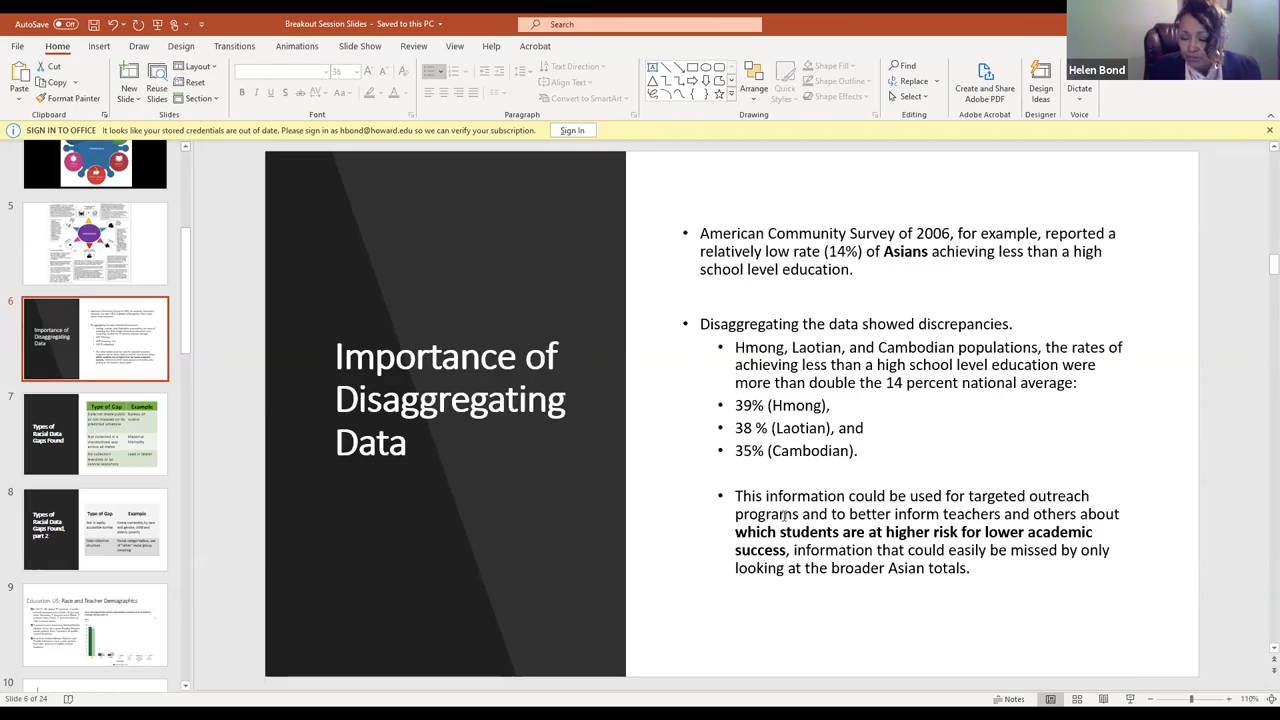 AutoSave Off
Breakout Session Slides - Saved to this PC
Search
File Home Insert Draw Design Transitions Animations Slide Show Review View Help Acrobat
Cut
Copy
Format Painter
Paste
Clipboard
New Slide
Reuse Slides
Layout
Reset
Section
Slides
36
Font
Text Direction
Align Text
Convert to SmartArt
Paragraph
Arrange
Quick Styles
Shape Fill
Shape Outline
Shape Effects
Drawing
Find
Replace
Select
Editing
Create and Share Adobe PDF
Adobe Acrobat
Design Ideas
Designer
Dictate
Voice
Helen Bond
SIGN IN TO OFFICE It looks like your stored credentials are out of date. Please sign in as hbond@howard.edu so we can verify your subscription. Sign In
5
6
Importance of
Disaggregating
Data
7
Types of
Racial Data
Gaps Found
Type of Gap Example
Maternal Mortality
8
Types of
Racial Data
Gaps Found,
part 2
Type of Gap Example
9
Education US: Race and Teacher Demographics
10
Importance of
Disaggregating
Data
• American Community Survey of 2006, for example, reported a
relatively low rate (14%) of Asians achieving less than a high
school level education.
• Disaggregating the data showed discrepancies.
• Hmong, Laotian, and Cambodian populations, the rates of
achieving less than a high school level education were
more than double the 14 percent national average:
• 39% (Hmong),
• 38 % (Laotian), and
• 35% (Cambodian).
• This information could be used for targeted outreach
programs and to better inform teachers and others about
which students are at higher risk for lower academic
success, information that could easily be missed by only
looking at the broader Asian totals.
Slide 6 of 24
Notes
110%